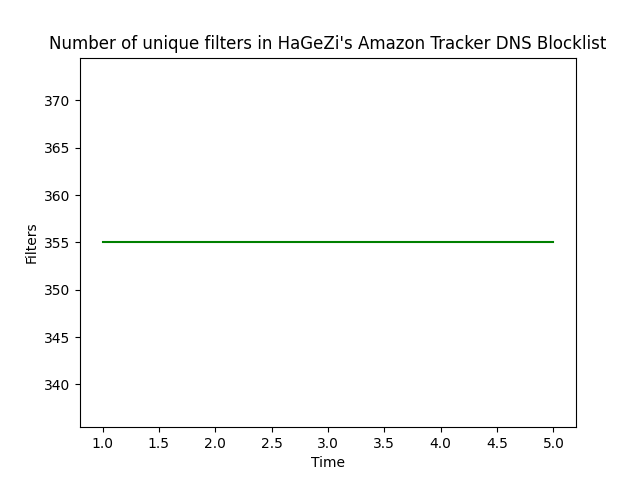 Number of unique filters in HaGeZi's Amazon Tracker DNS Blocklist
370
365
360
355
350
345
340
Filters
1.0 1.5 2.0 2.5 3.0 3.5 4.0 4.5 5.0
Time